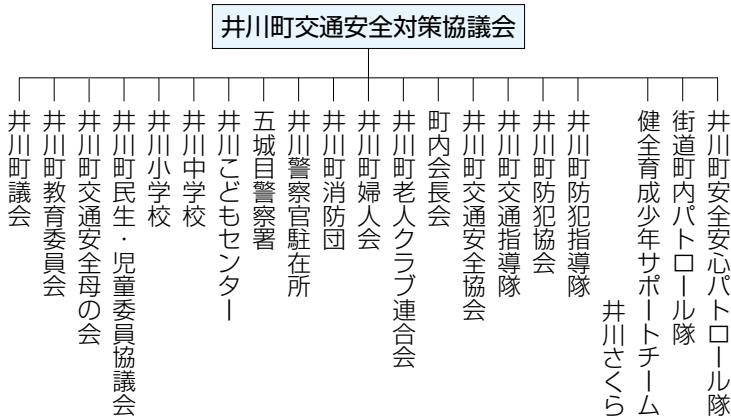 井川町交通安全対策協議会
井川町安全安心パトロール隊
街道町内パトロール隊
健全育成少年サポートチーム
井川さくら
井川町防犯指導隊
井川町防犯協会
井川町交通指導隊
井川町交通安全協会
町内会長会
井川町老人クラブ連合会
井川町婦人会
井川町消防団
井川警察官駐在所
五城目警察署
井川こどもセンター
井川中学校
井川小学校
井川町民生・児童委員協議会
井川町交通安全母の会
井川町教育委員会
井川町議会